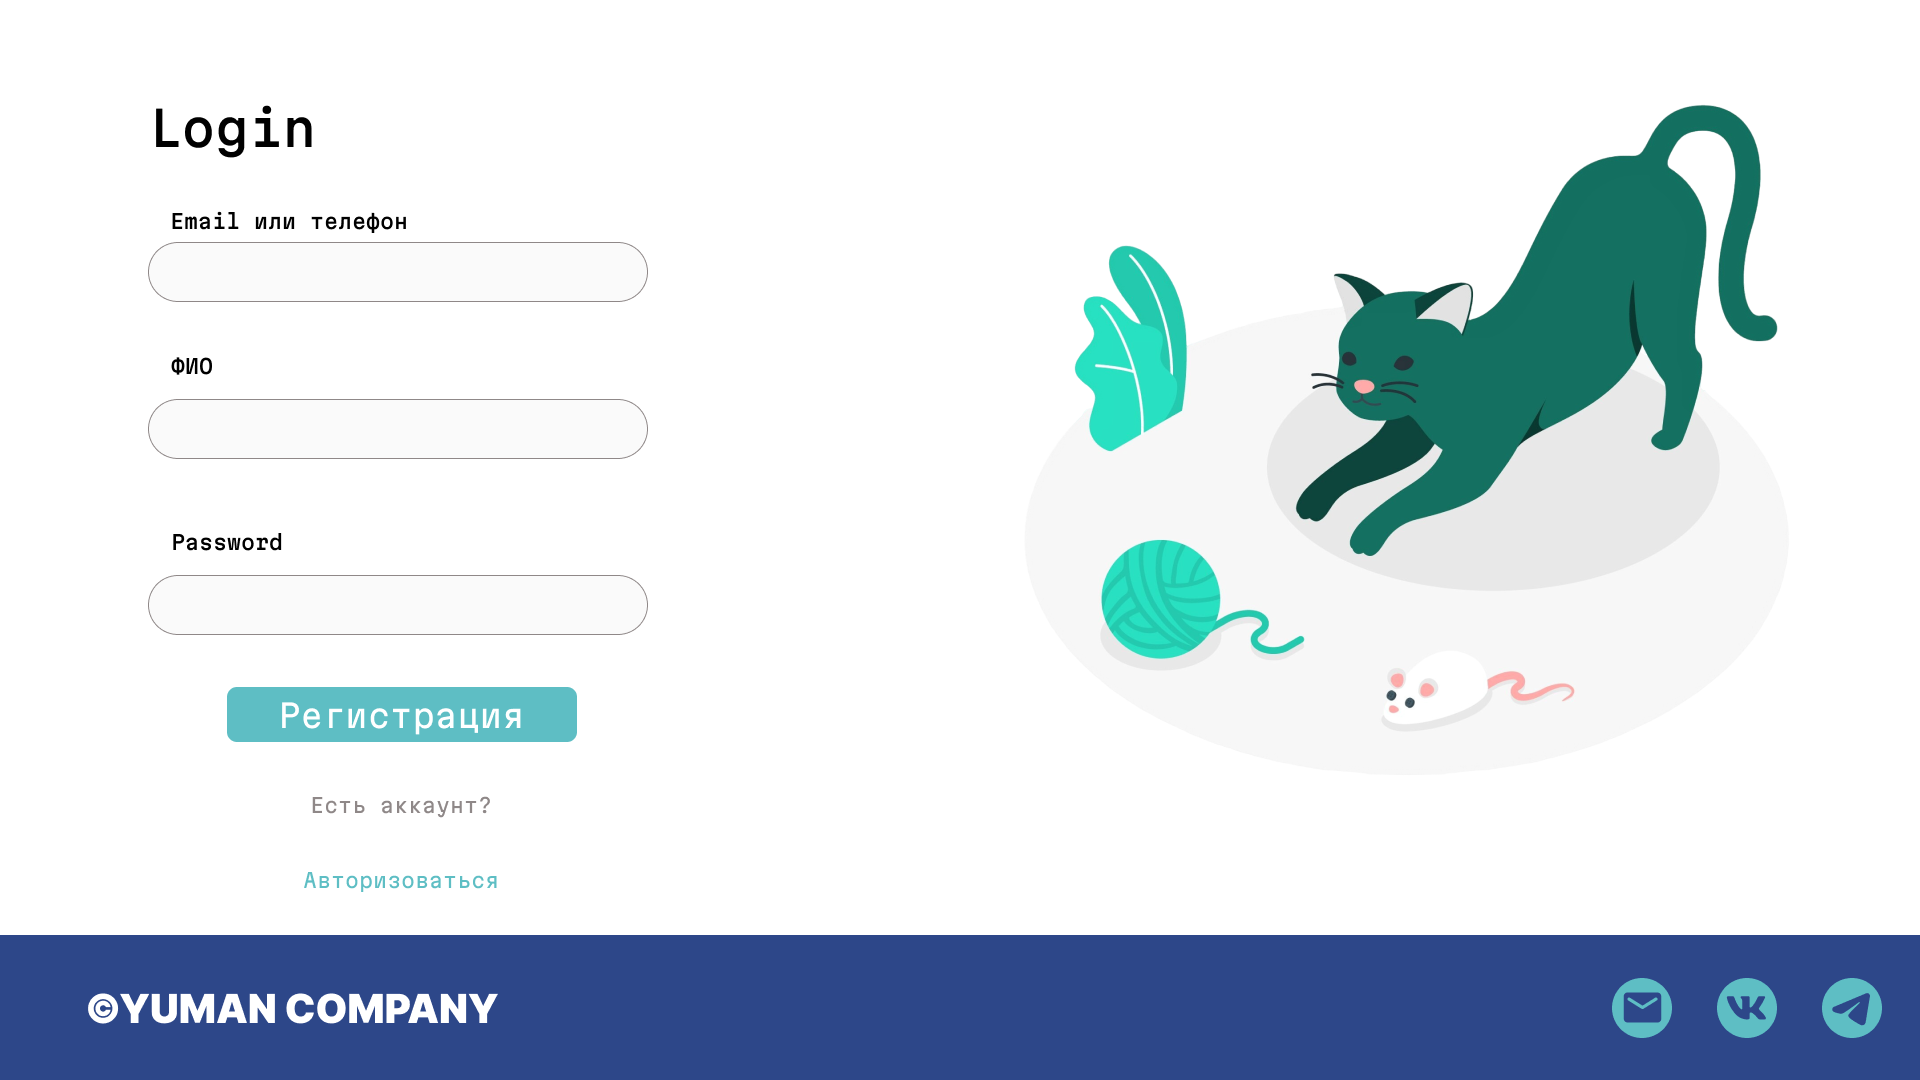 Login
Email или телефон
ФИО
Password
Регистрация
Есть аккаунт?
Авторизоваться
©YUMAN COMPANY